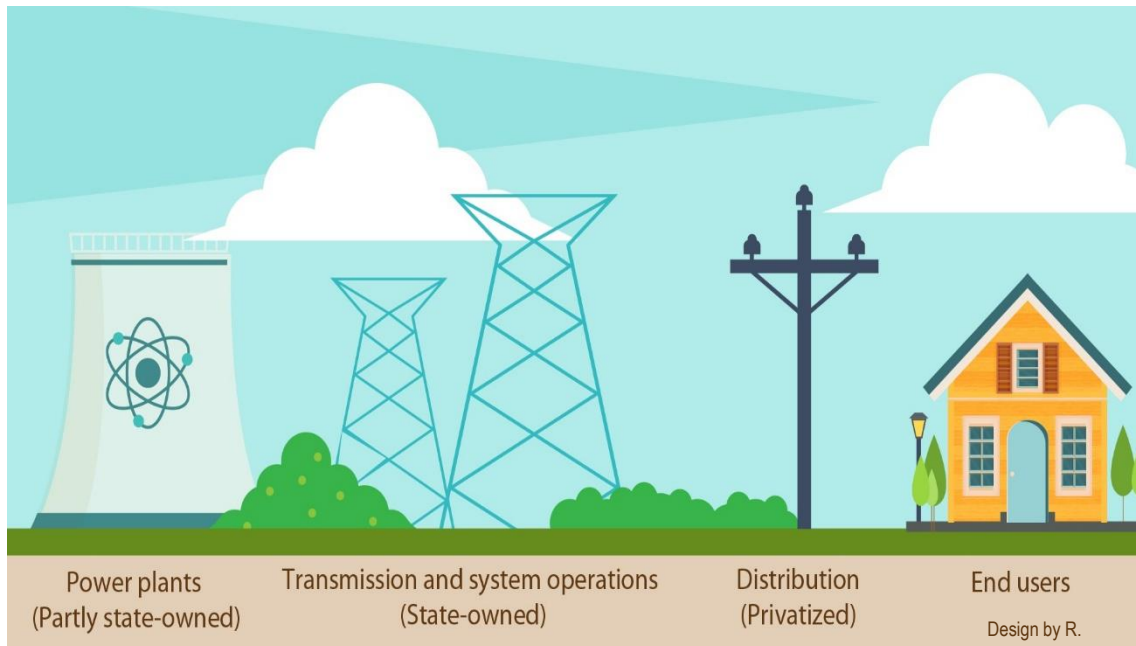 Power plants
(Partly state-owned)
Transmission and system operations
(State-owned)
Distribution
(Privatized)
End users
Design by R.